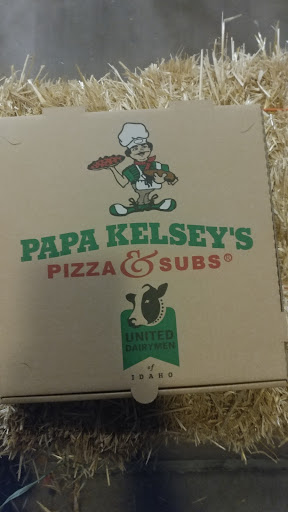 PAPA KELSEY'S
PIZZA & SUBS®
UNITED
DAIRYMEN
of
IDAHO